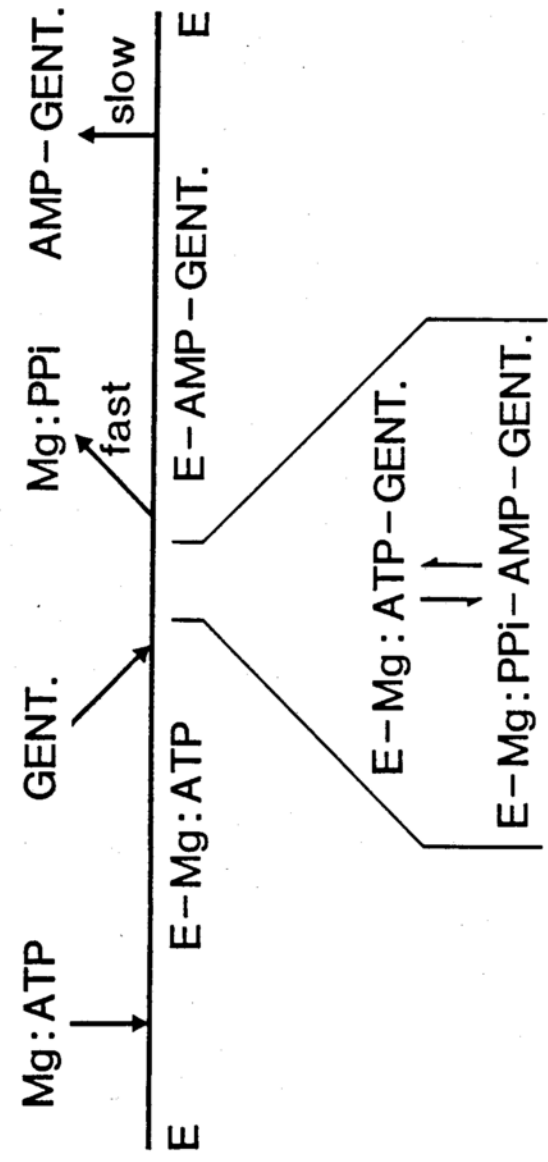 Mg:ATP GENT. Mg:PPi AMP-GENT.
fast slow
E E-Mg:ATP E-AMP-GENT. E
E-Mg:ATP-GENT.
E-Mg:PPi-AMP-GENT.